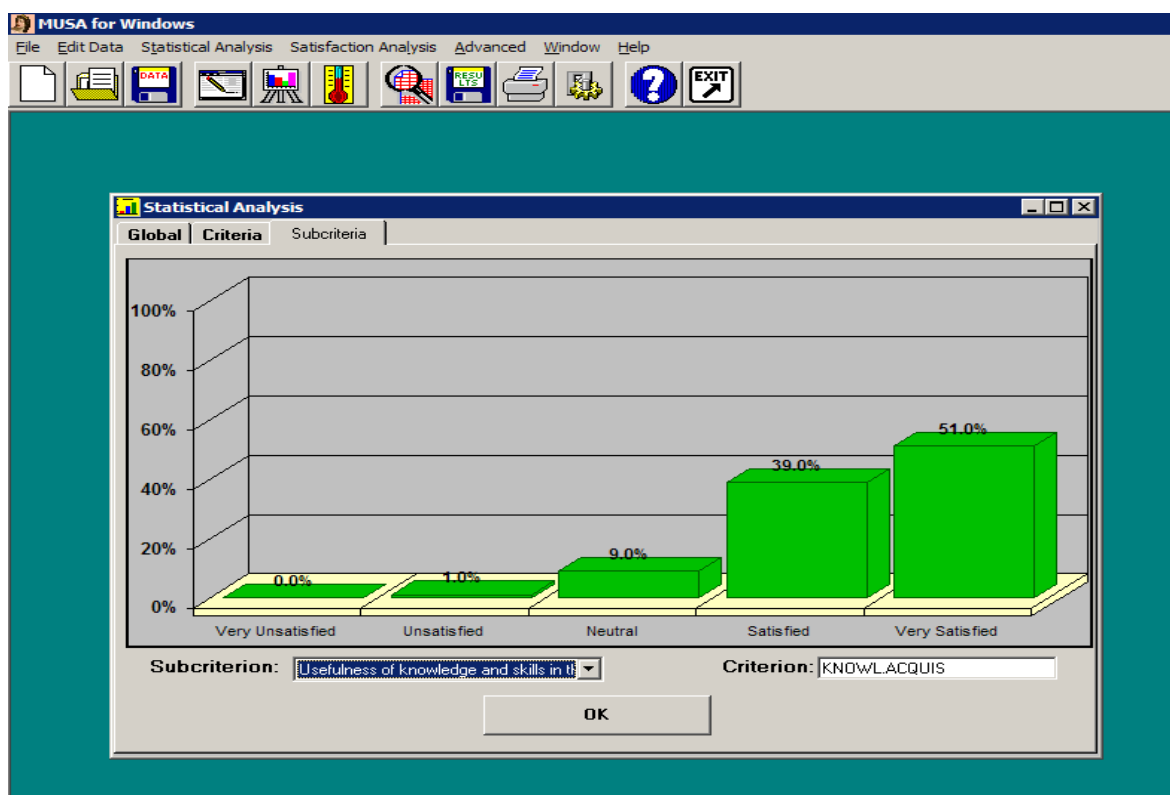 MUSA for Windows
File Edit Data Statistical Analysis Satisfaction Analysis Advanced Window Help
DATA RESU LTS ? EXIT
Statistical Analysis
Global Criteria Subcriteria
100%
80%
60%
40%
20%
0%
0.0% 1.0% 9.0% 39.0% 51.0%
Very Unsatisfied Unsatisfied Neutral Satisfied Very Satisfied
Subcriterion: Usefulness of knowledge and skills in Criterion: KNOWL.ACQUIS
OK